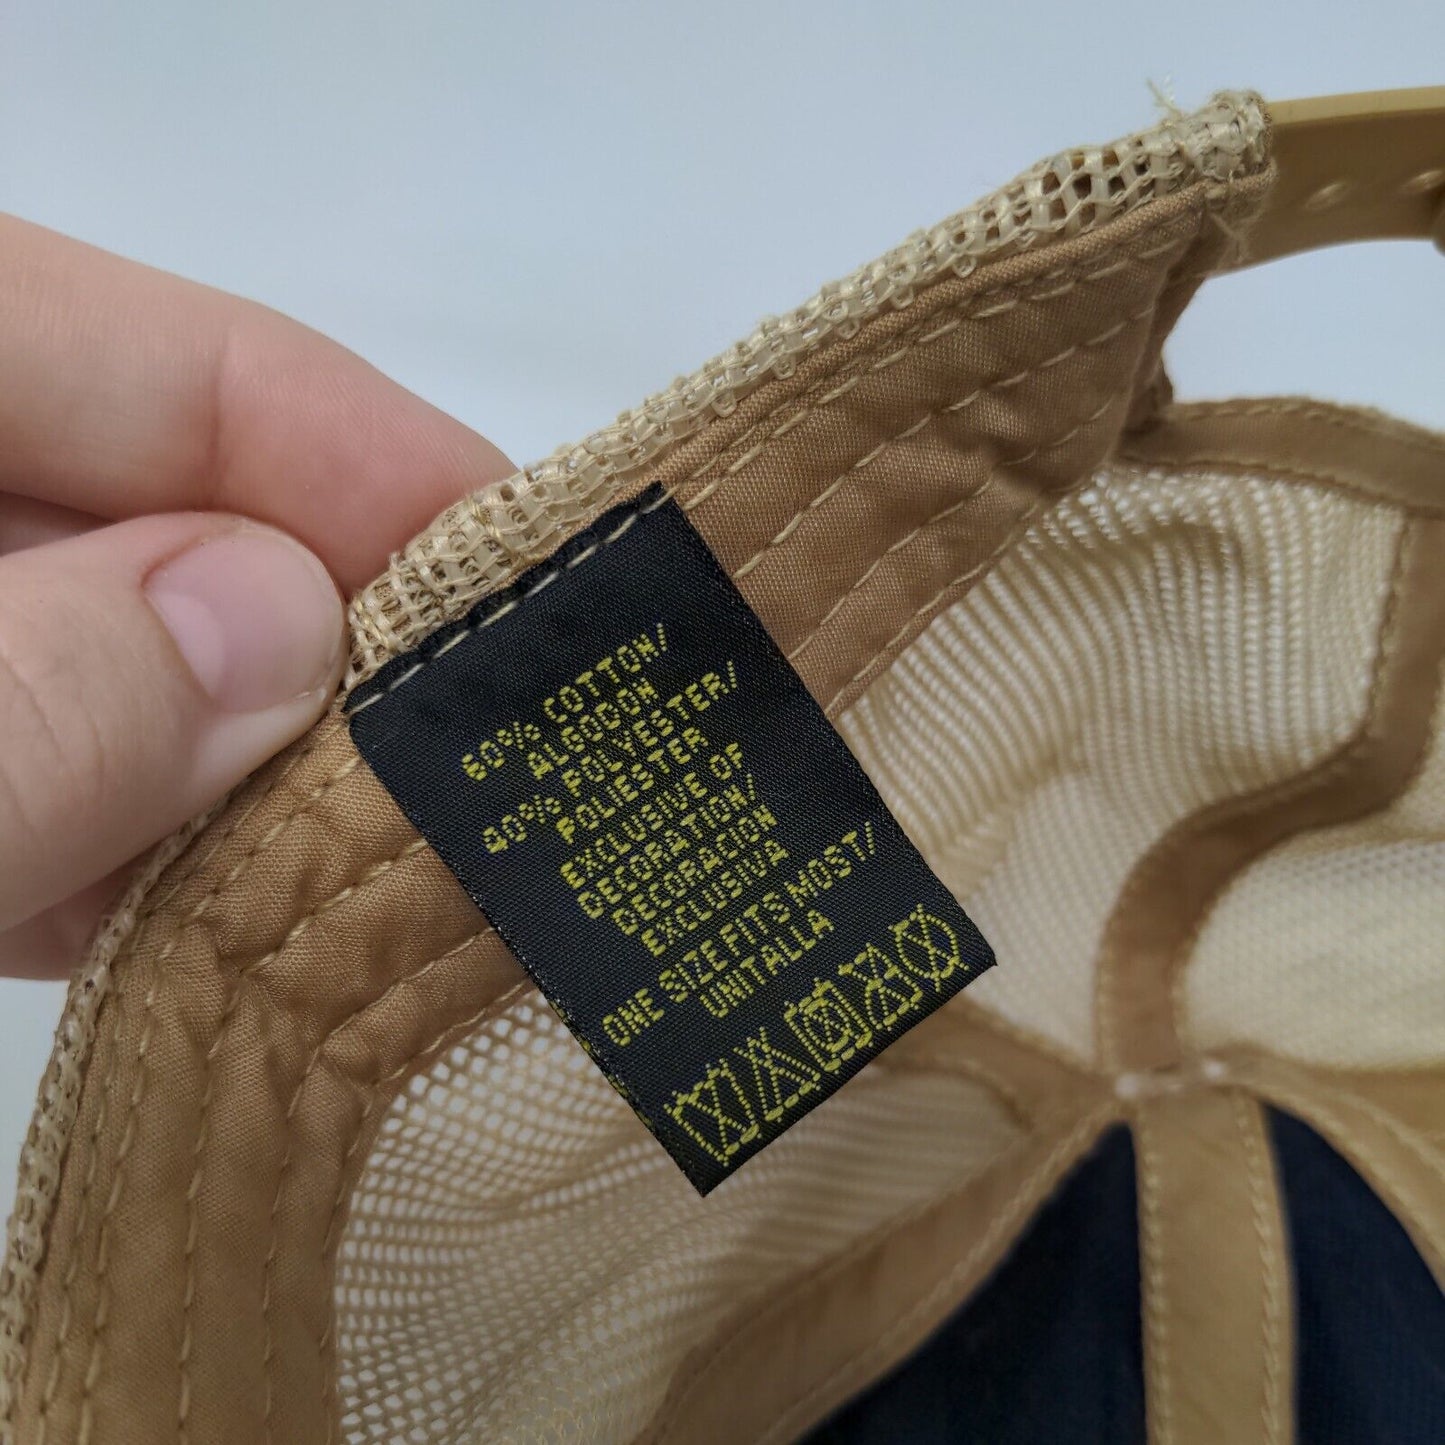 60% COTTON/
ALGODON
40% POLYESTER/
POLIESTER
EXCLUSIVE OF
DECORATION/
DECORACION
EXCLUSIVA
ONE SIZE FITS MOST/
UNITALLA